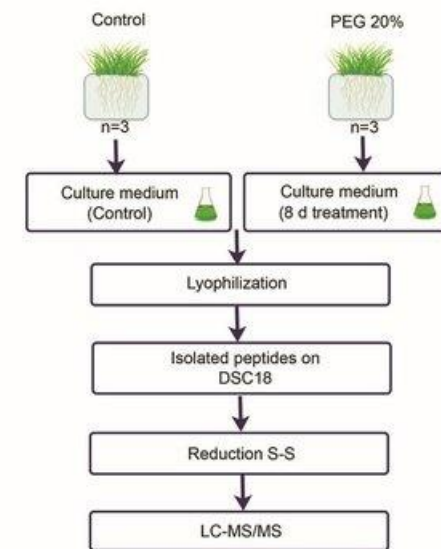 Control
PEG 20%
n=3
n=3
Culture medium
(Control)
Culture medium
(8 d treatment)
Lyophilization
Isolated peptides on
DSC18
Reduction S-S
LC-MS/MS